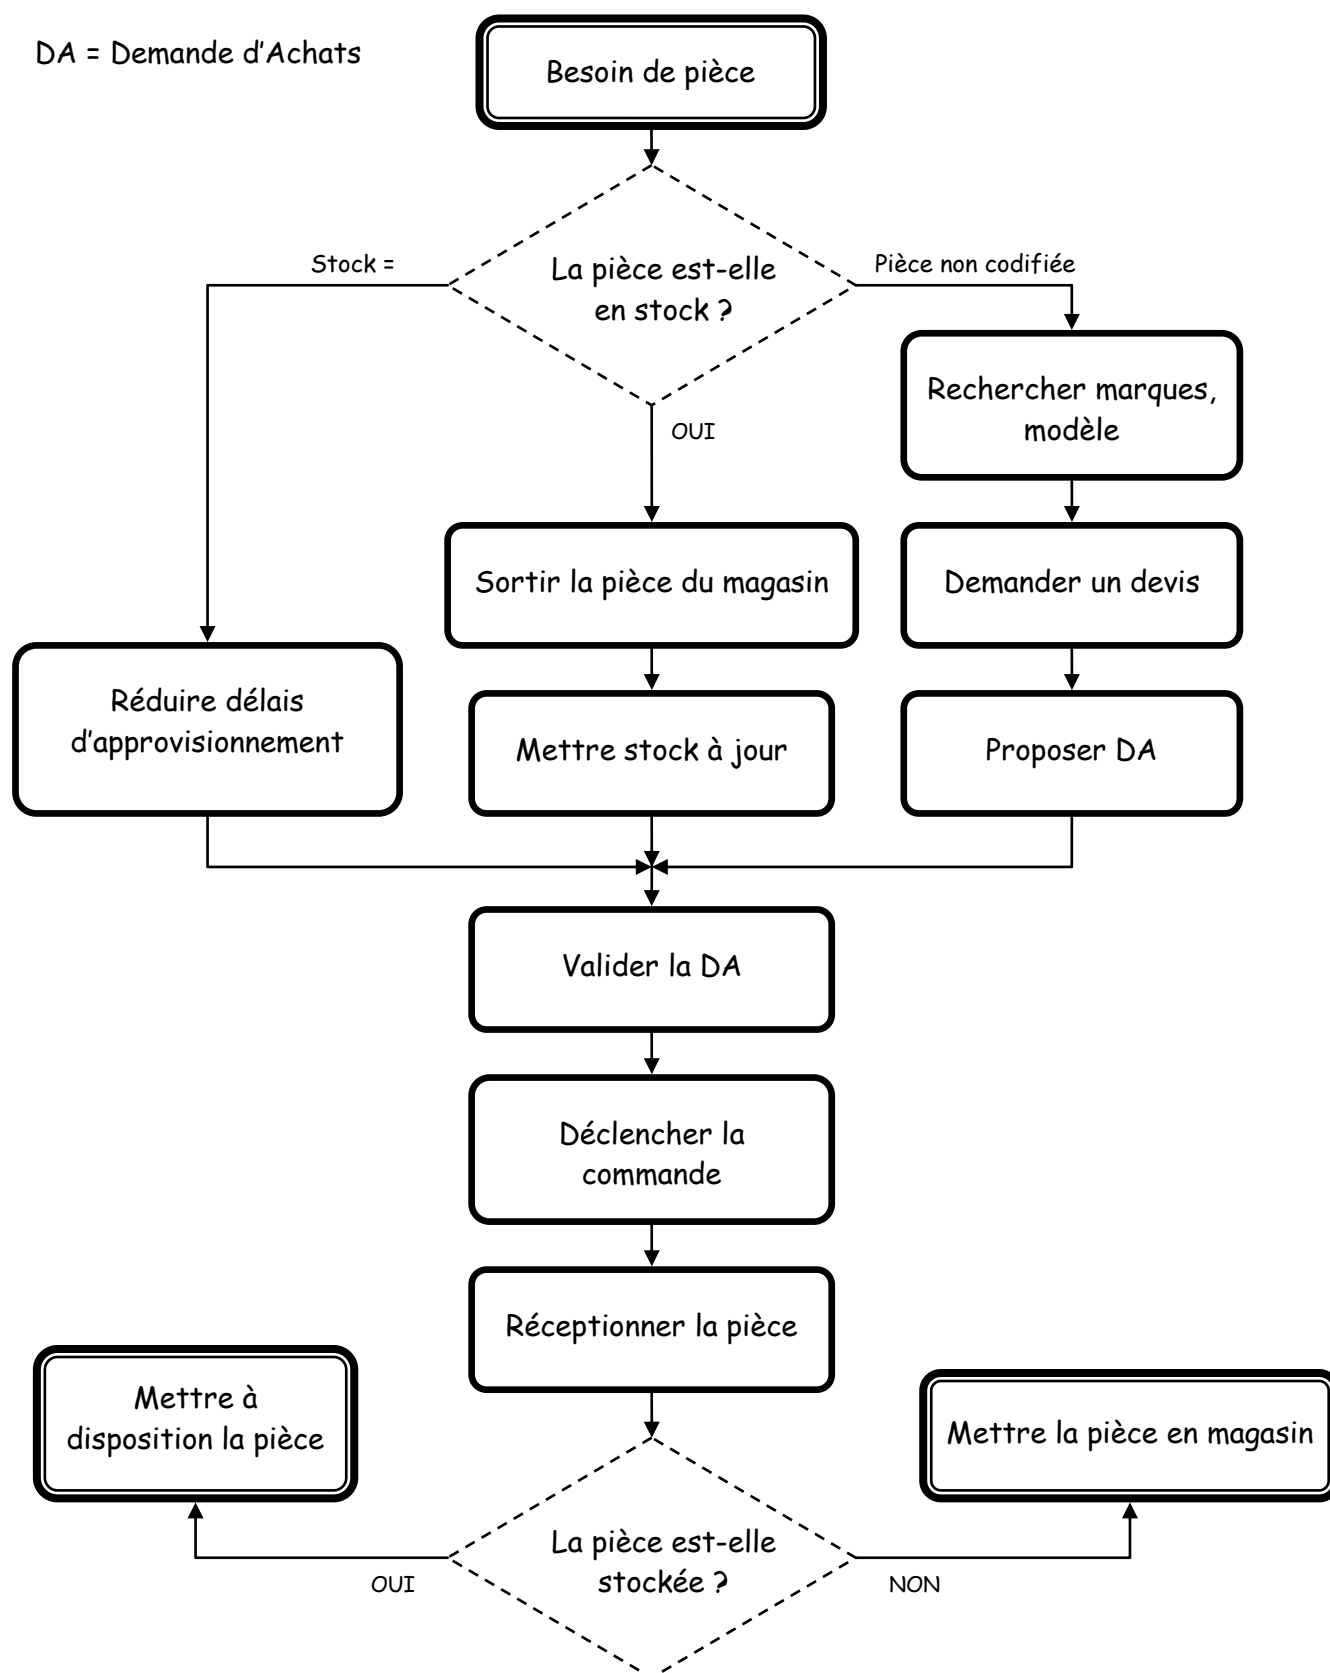 DA = Demande d'Achats
Besoin de pièce
La pièce est-elle
en stock ?
Stock =
Pièce non codifiée
OUI
Rechercher marques,
modèle
Sortir la pièce du magasin
Demander un devis
Réduire délais
d'approvisionnement
Mettre stock à jour
Proposer DA
Valider la DA
Déclencher la
commande
Réceptionner la pièce
Mettre à
disposition la pièce
Mettre la pièce en magasin
La pièce est-elle
stockée ?
OUI
NON